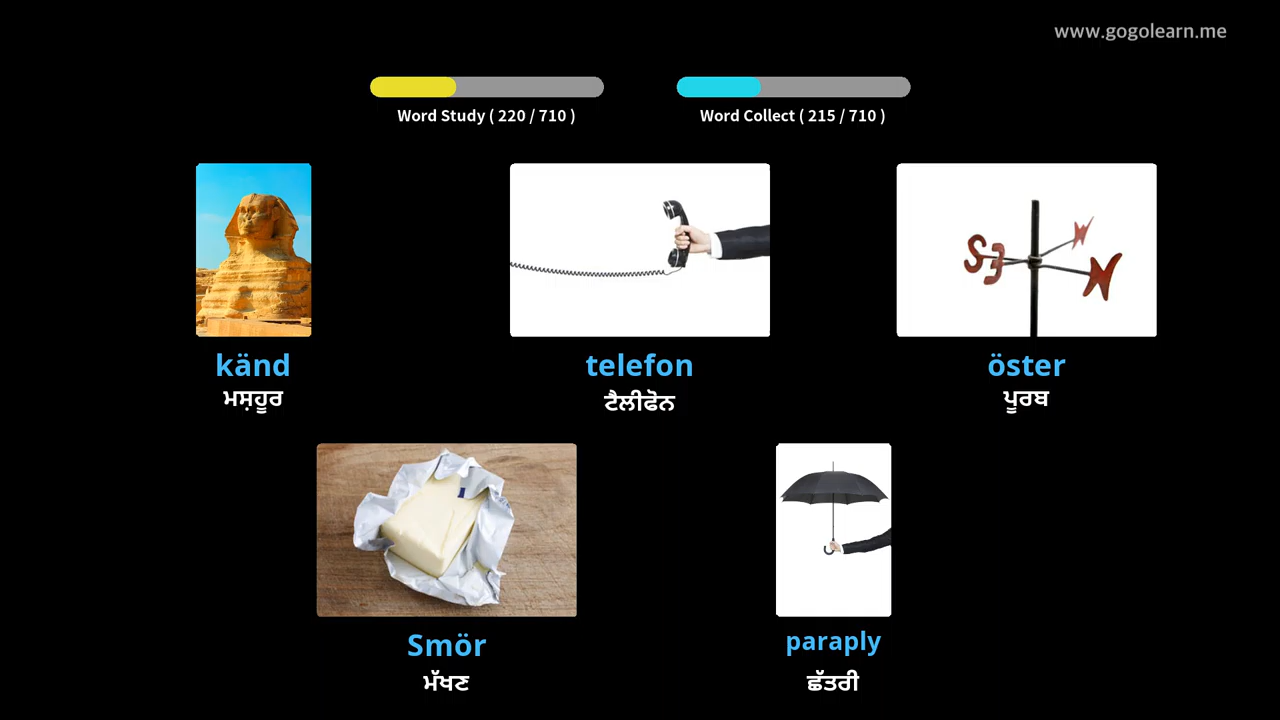 www.gogolearn.me
Word Study ( 220 / 710 )
Word Collect ( 215 / 710 )
känd
ਮਸ਼ਹੂਰ
telefon
ਟੈਲੀਫੋਨ
öster
ਪੂਰਬ
Smör
ਮੱਖਣ
paraply
ਛੱਤਰੀ